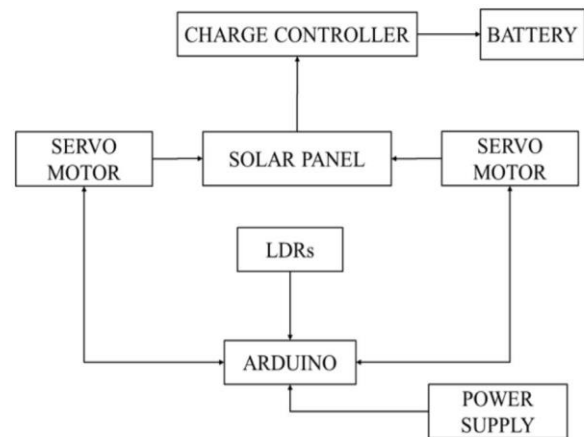 CHARGE CONTROLLER
BATTERY
SERVO
MOTOR
SOLAR PANEL
SERVO
MOTOR
LDRs
ARDUINO
POWER
SUPPLY